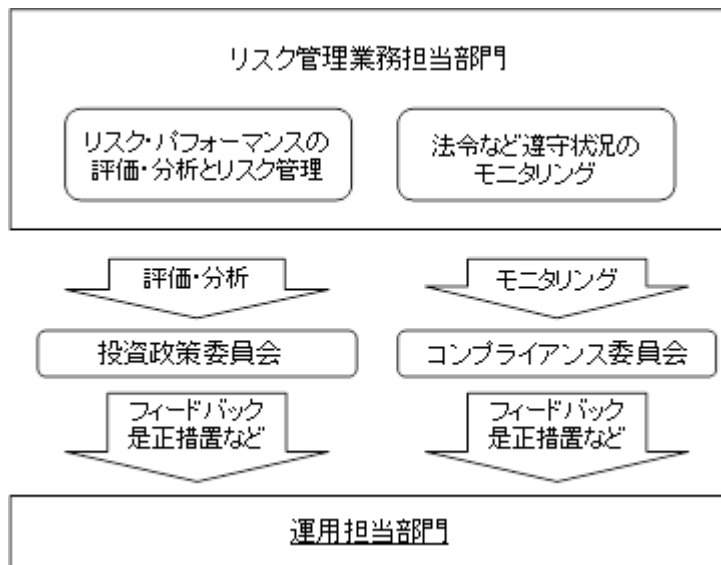 リスク管理業務担当部門
リスク・パフォーマンスの
評価・分析とリスク管理
法令など遵守状況の
モニタリング
評価・分析
モニタリング
投資政策委員会
コンプライアンス委員会
フィードバック
是正措置など
フィードバック
是正措置など
運用担当部門